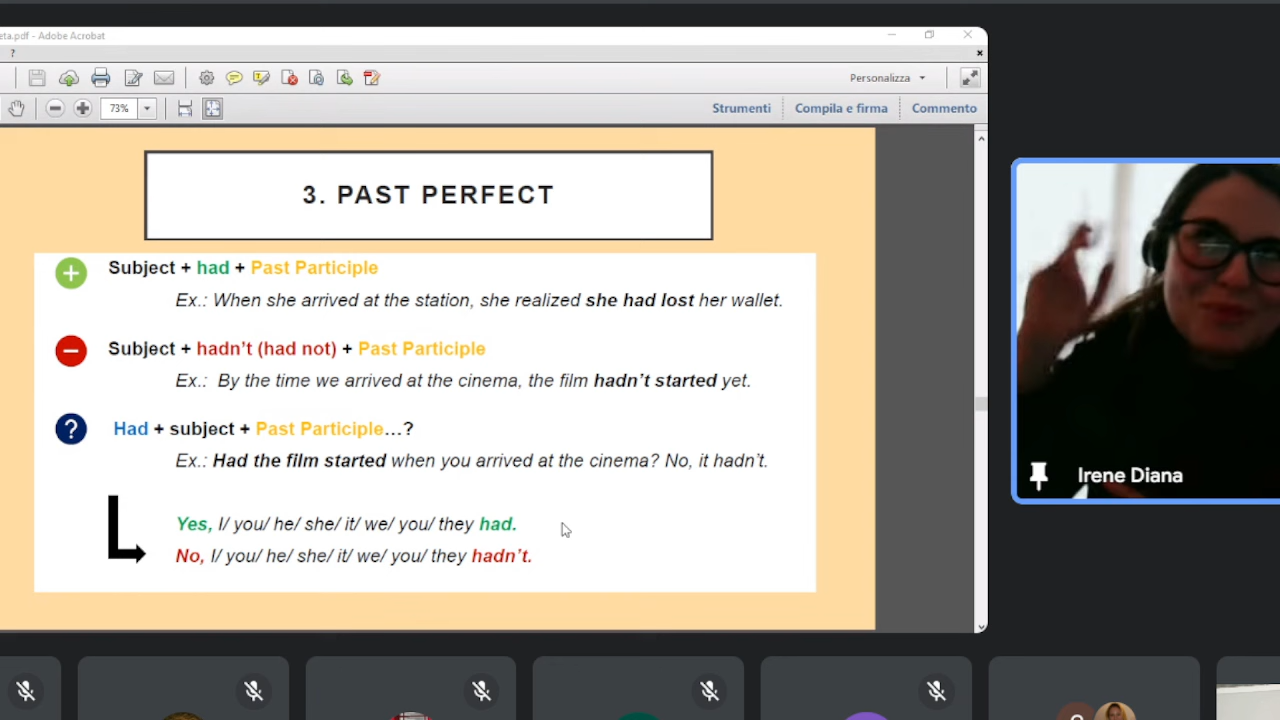 eta.pdf - Adobe Acrobat
?
73%
Personalizza
Strumenti
Compila e firma
Commento
3. PAST PERFECT
+ Subject + had + Past Participle
Ex.: When she arrived at the station, she realized she had lost her wallet.
− Subject + hadn't (had not) + Past Participle
Ex.: By the time we arrived at the cinema, the film hadn't started yet.
? Had + subject + Past Participle...?
Ex.: Had the film started when you arrived at the cinema? No, it hadn't.
Yes, I/ you/ he/ she/ it/ we/ you/ they had.
No, I/ you/ he/ she/ it/ we/ you/ they hadn't.
Irene Diana